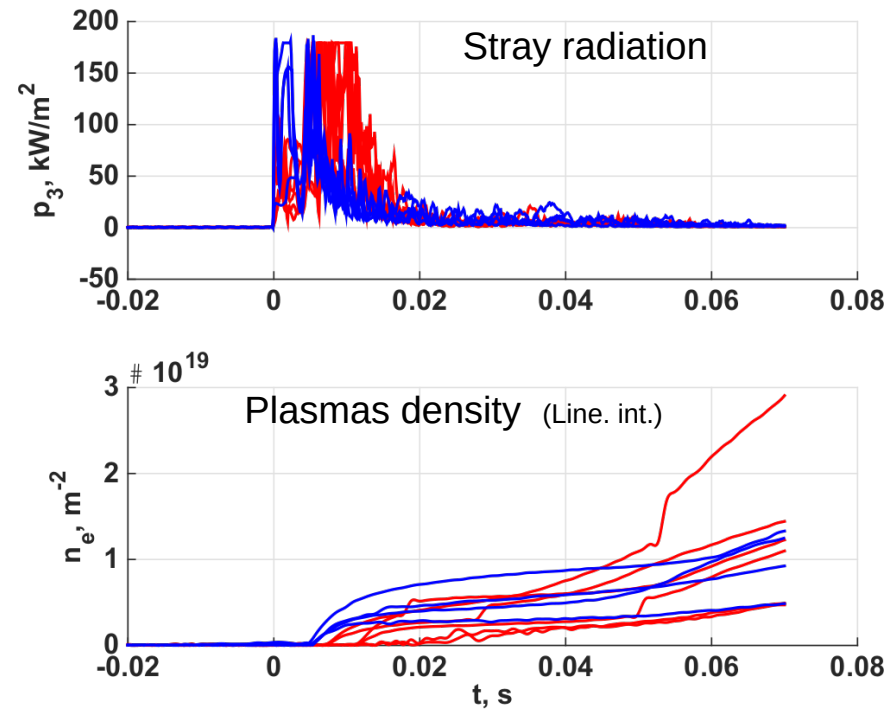 200
150
100
50
0
-50
p3, kW/m2
Stray radiation
-0.02 0 0.02 0.04 0.06 0.08
# 10^19
3
2
1
0
ne, m-2
Plasmas density (Line. int.)
-0.02 0 0.02 0.04 0.06 0.08
t, s